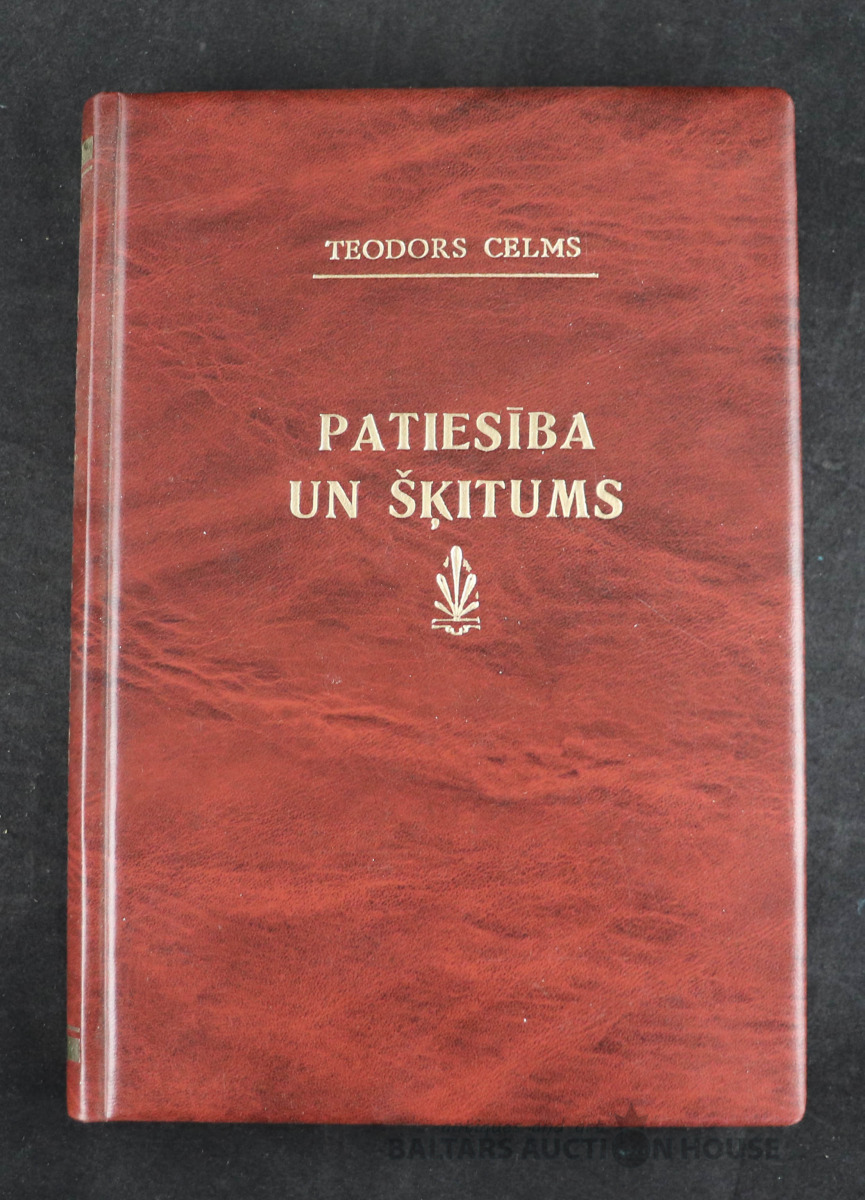 TEODORS CELMS
PATIESĪBA
UN ŠĶITUMS
BALTARS AUCTION HOUSE